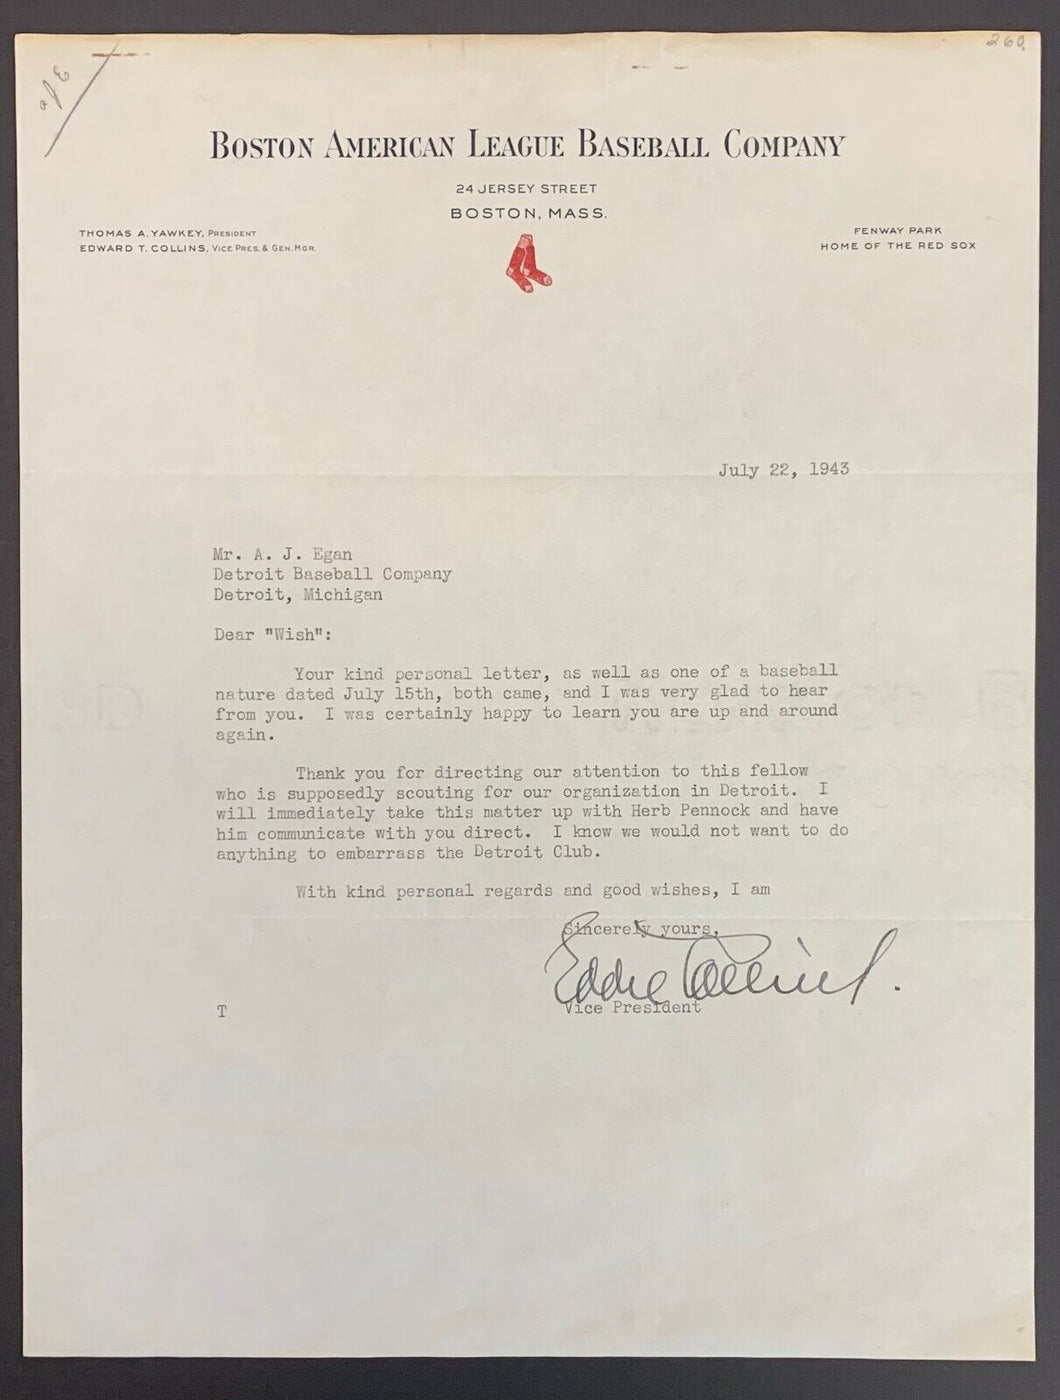 260.
BOSTON AMERICAN LEAGUE BASEBALL COMPANY
24 JERSEY STREET
BOSTON, MASS.
THOMAS A. YAWKEY, PRESIDENT
EDWARD T. COLLINS, VICE PRES. & GEN. MGR.
FENWAY PARK
HOME OF THE RED SOX
July 22, 1943
Mr. A. J. Egan
Detroit Baseball Company
Detroit, Michigan
Dear "Wish":
Your kind personal letter, as well as one of a baseball
nature dated July 15th, both came, and I was very glad to hear
from you. I was certainly happy to learn you are up and around
again.
Thank you for directing our attention to this fellow
who is supposedly scouting for our organization in Detroit. I
will immediately take this matter up with Herb Pennock and have
him communicate with you direct. I know we would not want to do
anything to embarrass the Detroit Club.
With kind personal regards and good wishes, I am
Sincerely yours,
Eddie Collins.
Vice President
T